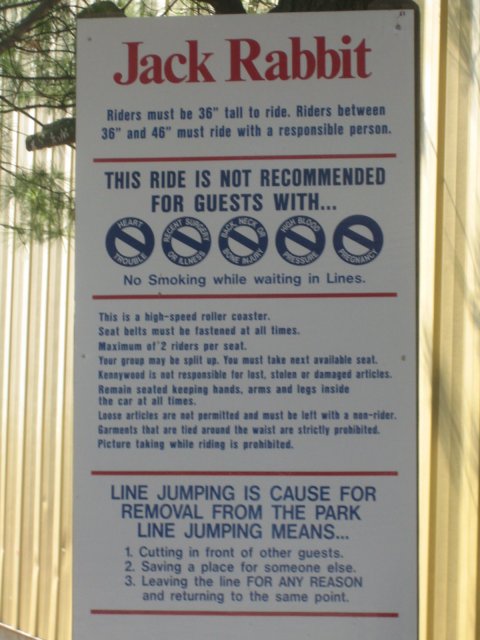 Jack Rabbit
Riders must be 36" tall to ride. Riders between
36" and 46" must ride with a responsible person.
THIS RIDE IS NOT RECOMMENDED
FOR GUESTS WITH...
HEART TROUBLE
RECENT SURGERY OR ILLNESS
BACK, NECK OR BONE INJURY
HIGH BLOOD PRESSURE
PREGNANCY
No Smoking while waiting in Lines.
This is a high-speed roller coaster.
Seat belts must be fastened at all times.
Maximum of 2 riders per seat.
Your group may be split up. You must take next available seat.
Kennywood is not responsible for lost, stolen or damaged articles.
Remain seated keeping hands, arms and legs inside
the car at all times.
Loose articles are not permitted and must be left with a non-rider.
Garments that are tied around the waist are strictly prohibited.
Picture taking while riding is prohibited.
LINE JUMPING IS CAUSE FOR
REMOVAL FROM THE PARK
LINE JUMPING MEANS...
1. Cutting in front of other guests.
2. Saving a place for someone else.
3. Leaving the line FOR ANY REASON
and returning to the same point.